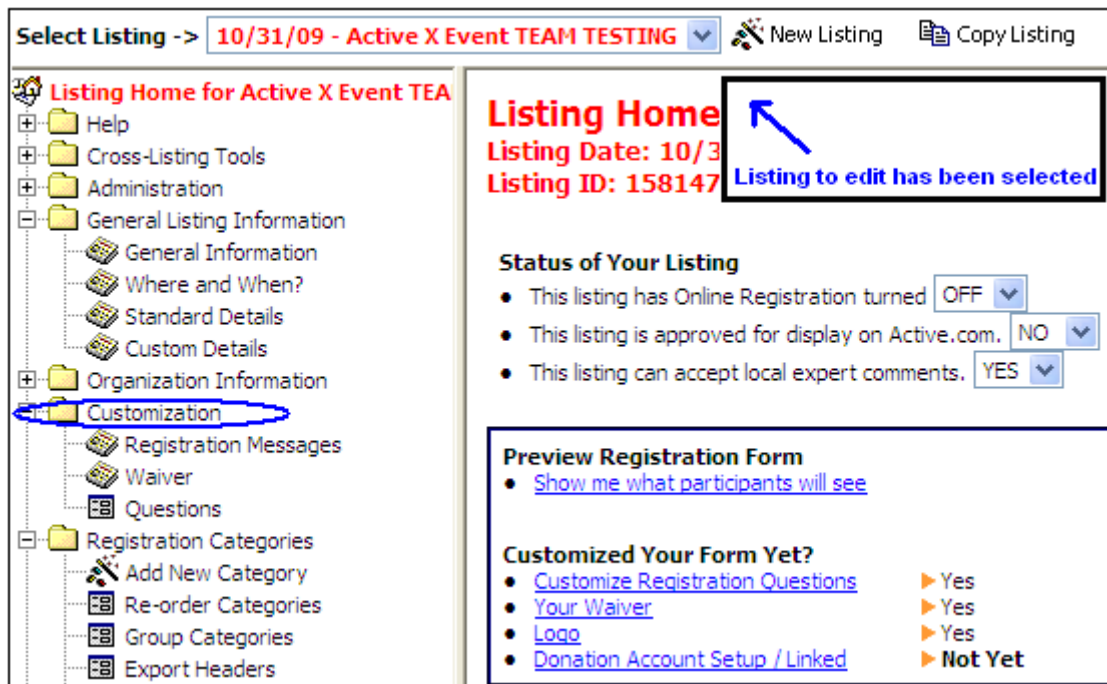 Select Listing -> 10/31/09 - Active X Event TEAM TESTING New Listing Copy Listing
Listing Home for Active X Event TEA
Help
Cross-Listing Tools
Administration
General Listing Information
General Information
Where and When?
Standard Details
Custom Details
Organization Information
Customization
Registration Messages
Waiver
Questions
Registration Categories
Add New Category
Re-order Categories
Group Categories
Export Headers
Listing Home
Listing Date: 10/3
Listing ID: 158147
Listing to edit has been selected
Status of Your Listing
• This listing has Online Registration turned OFF
• This listing is approved for display on Active.com. NO
• This listing can accept local expert comments. YES
Preview Registration Form
• Show me what participants will see
Customized Your Form Yet?
• Customize Registration Questions Yes
• Your Waiver Yes
• Logo Yes
• Donation Account Setup / Linked Not Yet